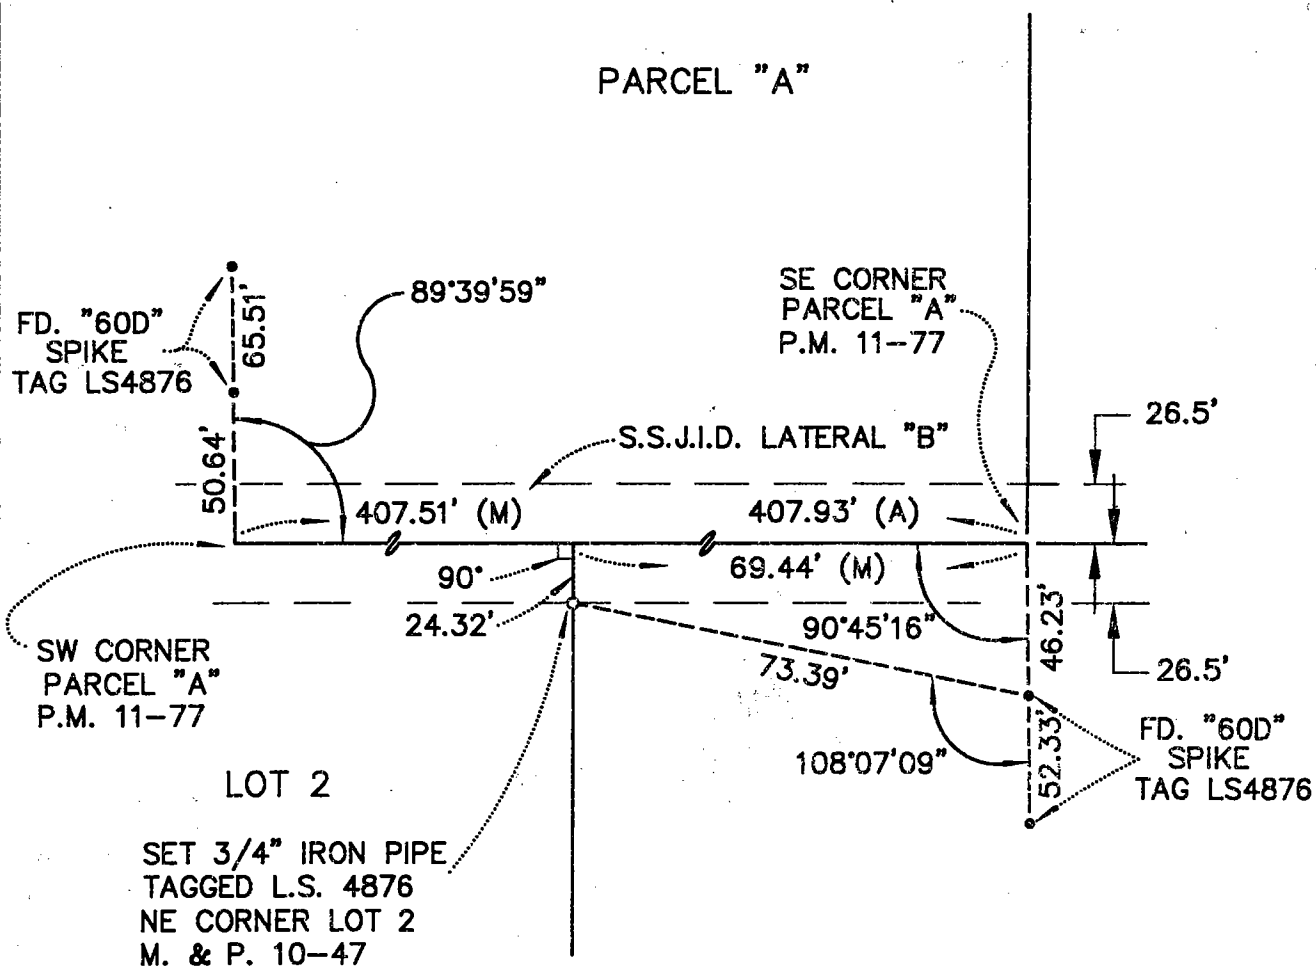 PARCEL "A"
89°39'59"
FD. "60D"
SPIKE
TAG LS4876
65.51'
50.64'
SE CORNER
PARCEL "A"
P.M. 11-77
26.5'
S.S.J.I.D. LATERAL "B"
407.51' (M)
407.93' (A)
69.44' (M)
90°
24.32'
90°45'16"
46.23'
26.5'
SW CORNER
PARCEL "A"
P.M. 11-77
73.39'
108°07'09"
52.33'
FD. "60D"
SPIKE
TAG LS4876
LOT 2
SET 3/4" IRON PIPE
TAGGED L.S. 4876
NE CORNER LOT 2
M. & P. 10-47